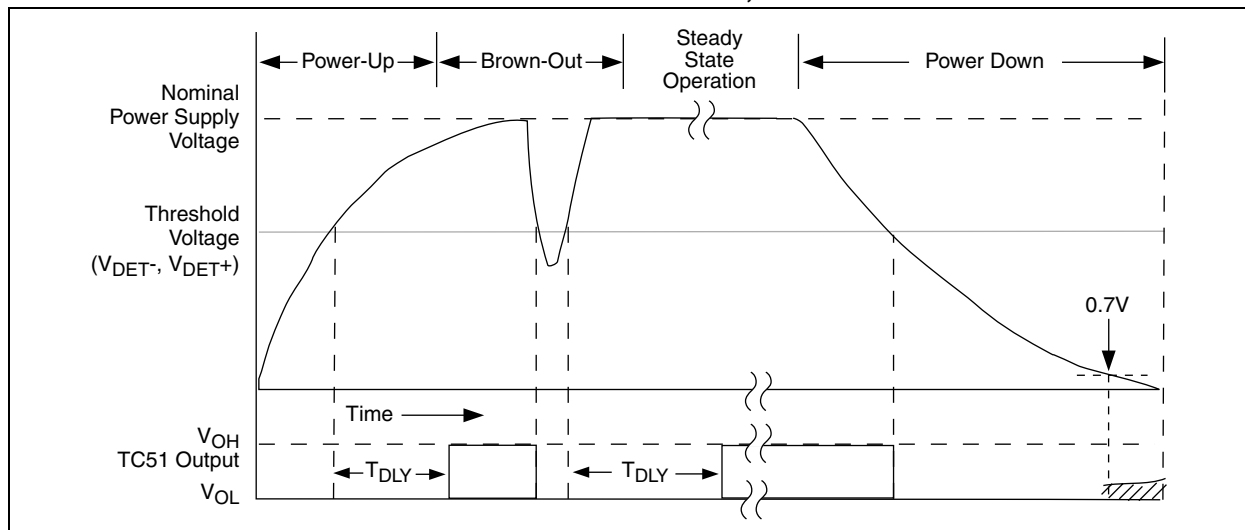 Power-Up
Brown-Out
Steady
State
Operation
Power Down
Nominal
Power Supply
Voltage
Threshold
Voltage
(VDET-, VDET+)
0.7V
Time
VOH
TC51 Output
VOL
TDLY
TDLY